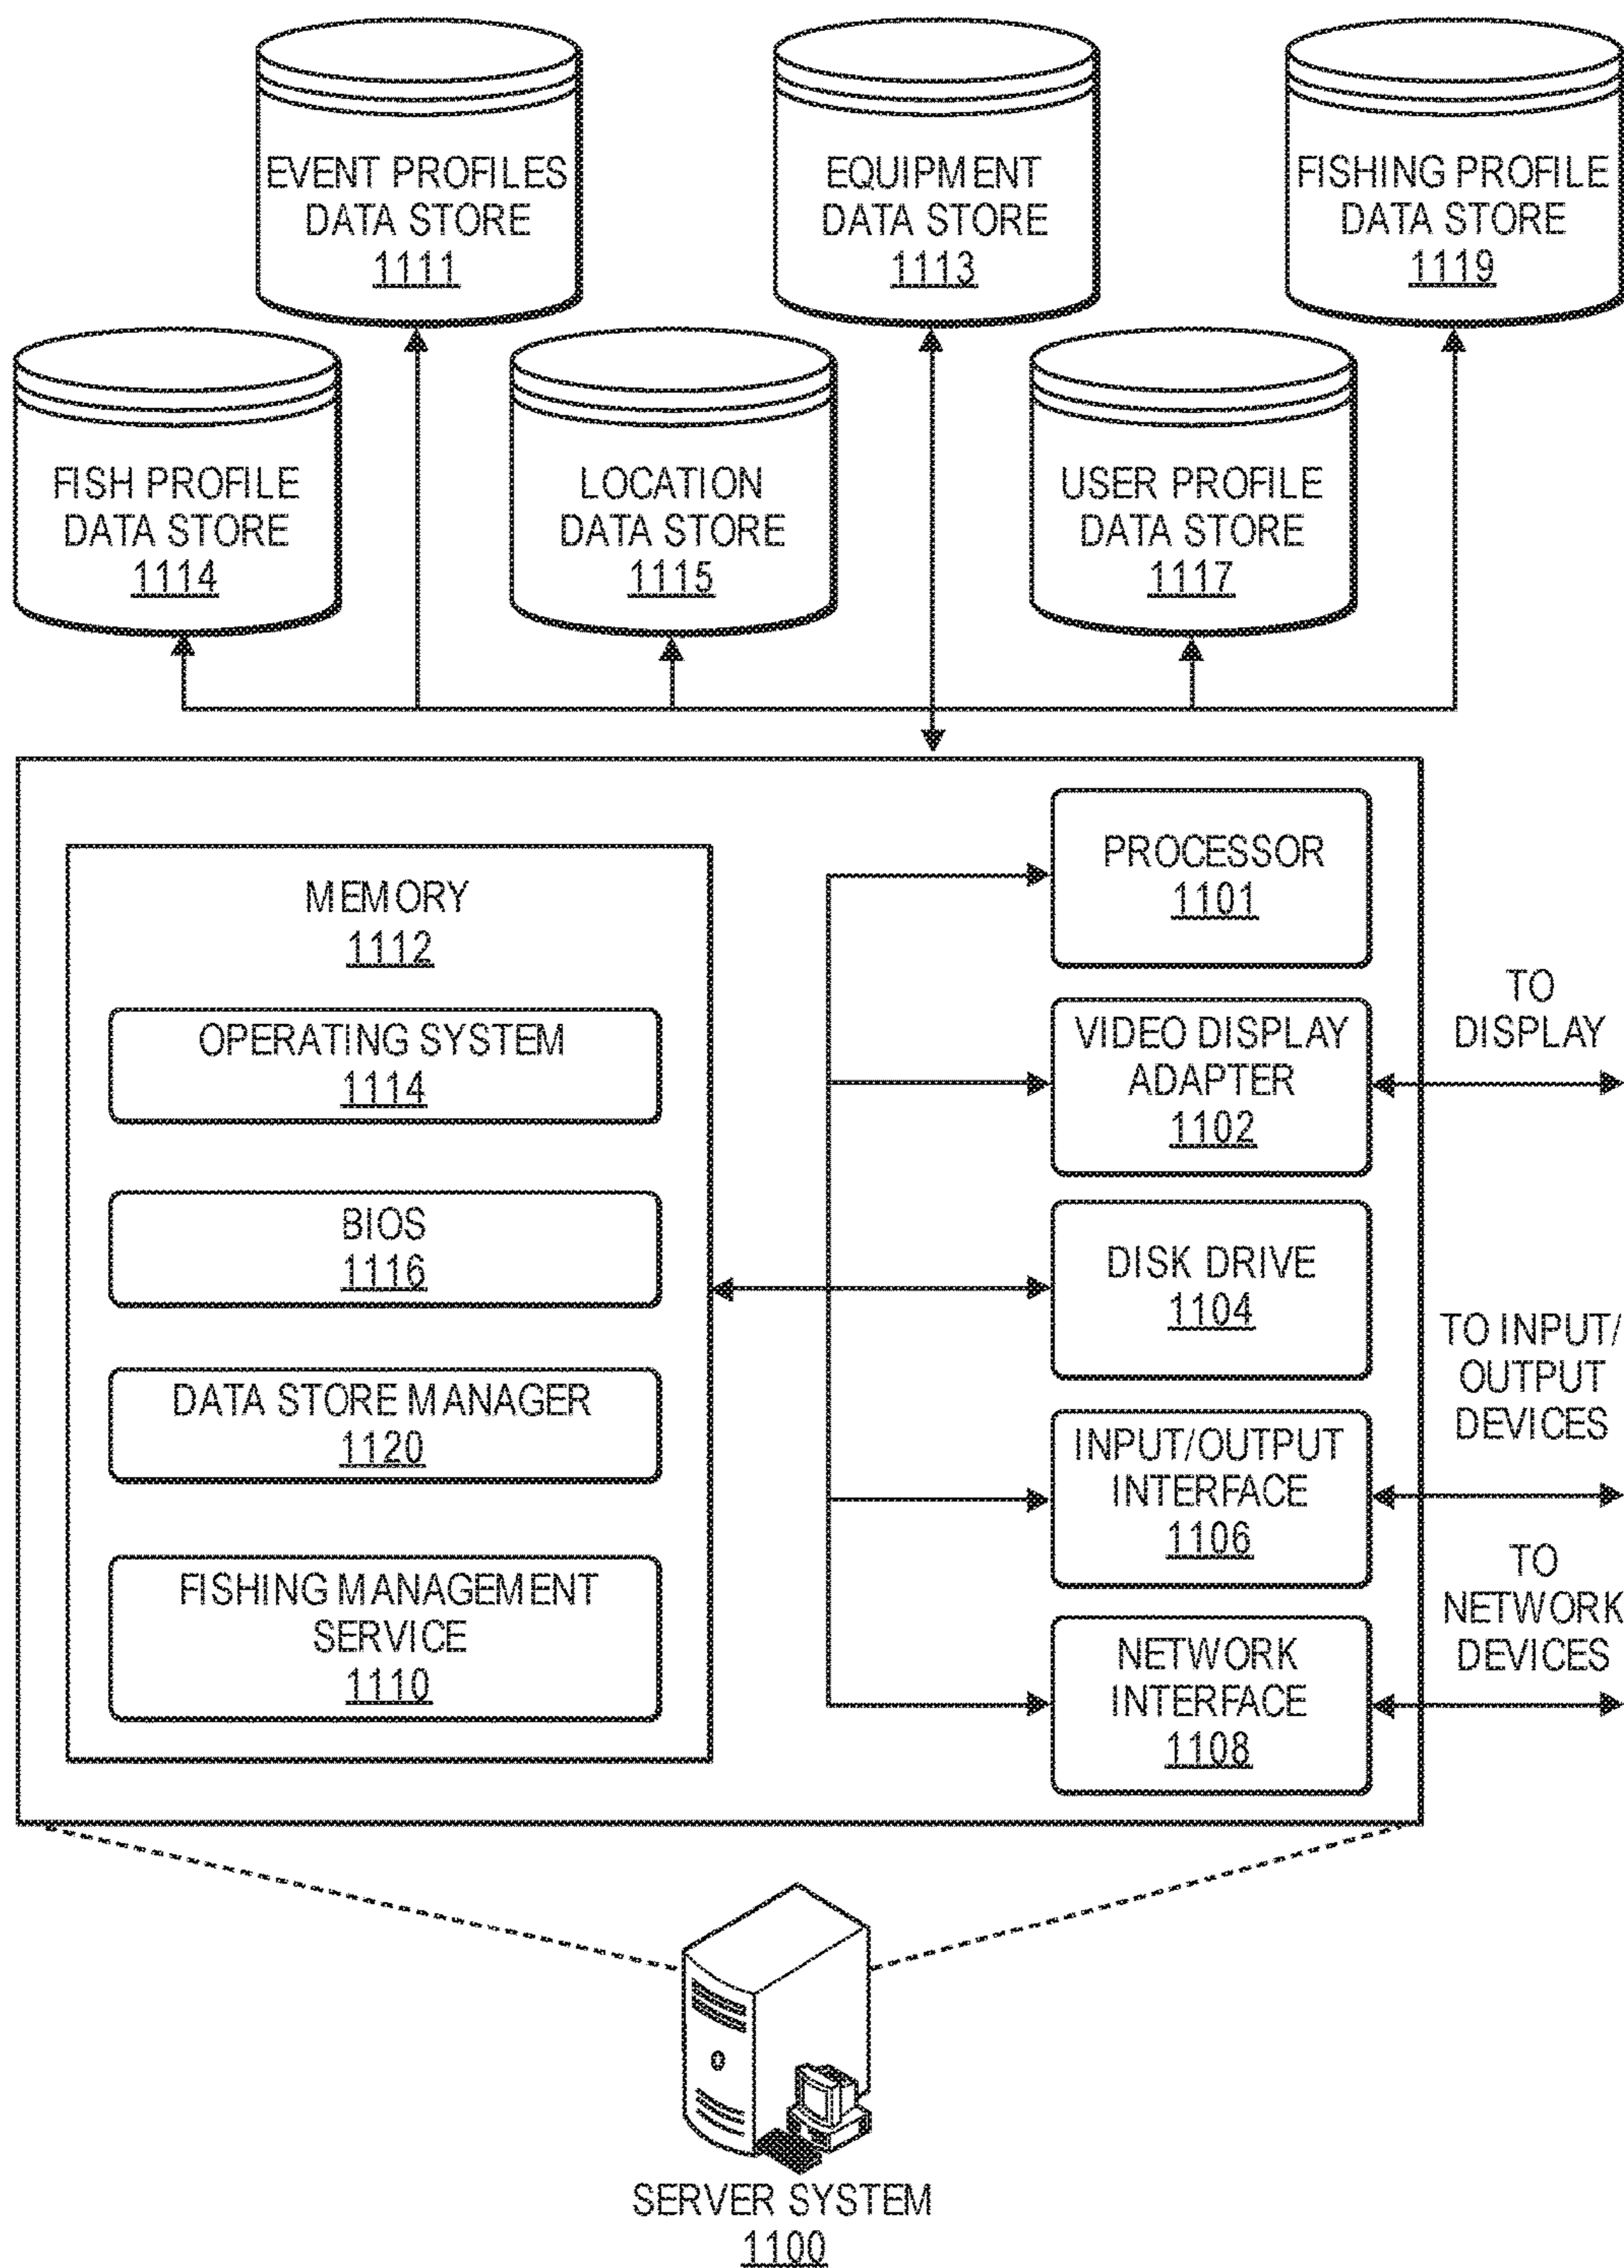 EVENT PROFILES
DATA STORE
1111
EQUIPMENT
DATA STORE
1113
FISHING PROFILE
DATA STORE
1119
FISH PROFILE
DATA STORE
1114
LOCATION
DATA STORE
1115
USER PROFILE
DATA STORE
1117
MEMORY
1112
OPERATING SYSTEM
1114
BIOS
1116
DATA STORE MANAGER
1120
FISHING MANAGEMENT
SERVICE
1110
PROCESSOR
1101
VIDEO DISPLAY
ADAPTER
1102
DISK DRIVE
1104
INPUT/OUTPUT
INTERFACE
1106
NETWORK
INTERFACE
1108
TO
DISPLAY
TO INPUT/
OUTPUT
DEVICES
TO
NETWORK
DEVICES
SERVER SYSTEM
1100